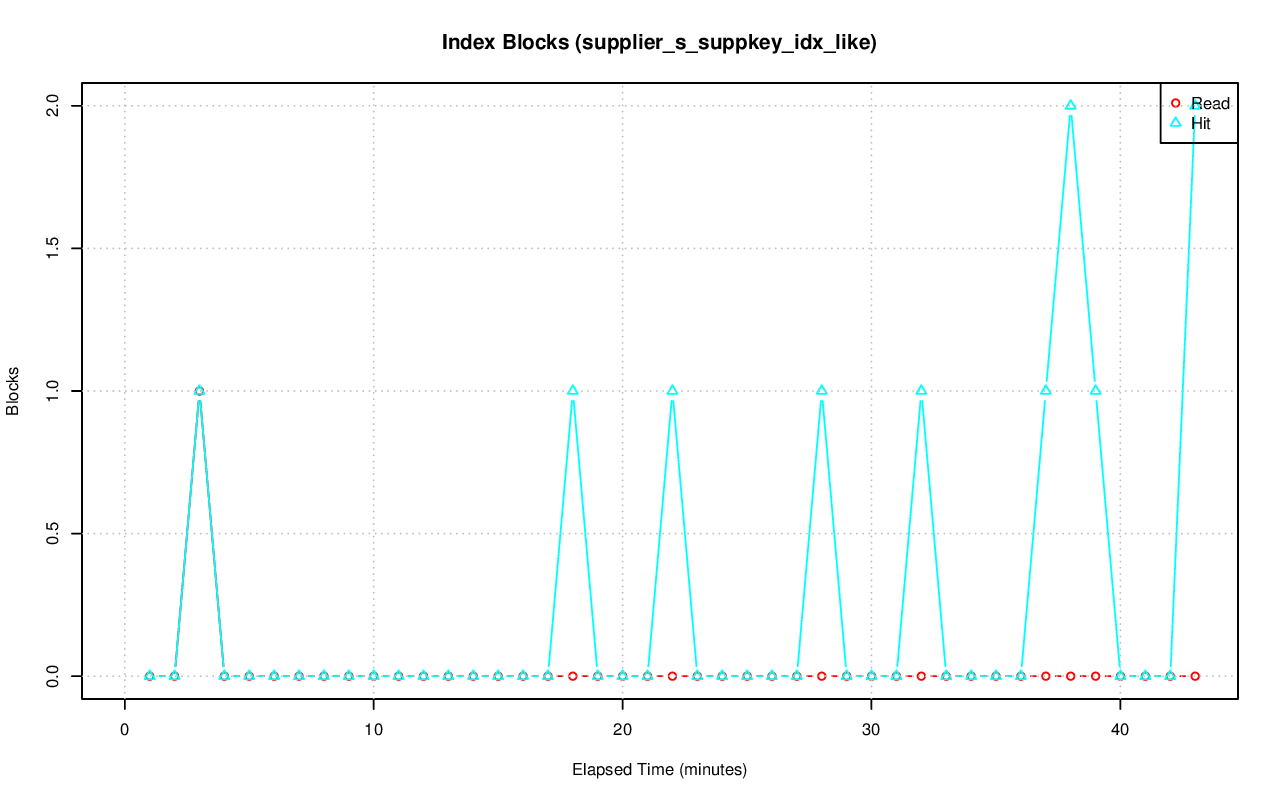 Index Blocks (supplier_s_suppkey_idx_like)
Read
Hit
2.0
1.5
1.0
0.5
0.0
Blocks
0 10 20 30 40
Elapsed Time (minutes)